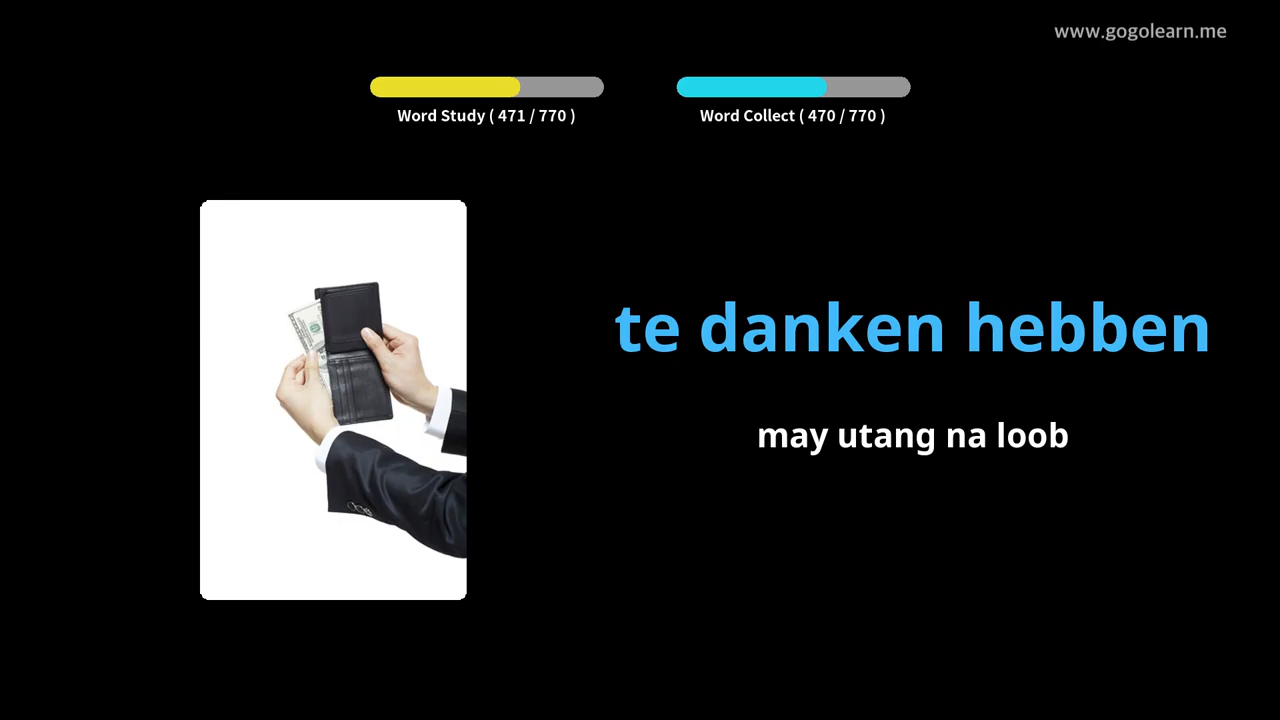 www.gogolearn.me
Word Study ( 471 / 770 )
Word Collect ( 470 / 770 )
te danken hebben
may utang na loob